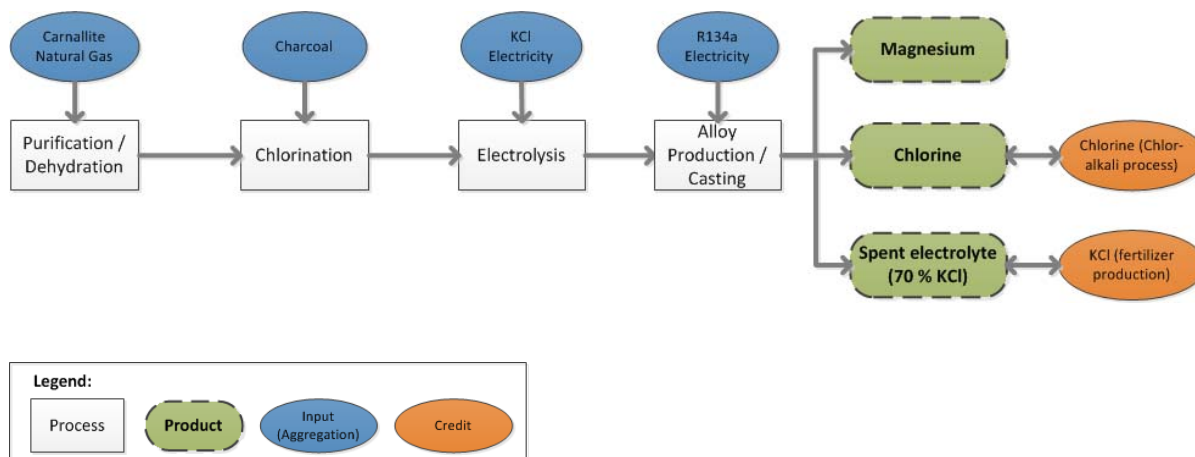 Carnallite
Natural Gas
Charcoal
KCl
Electricity
R134a
Electricity
Magnesium
Purification /
Dehydration
Chlorination
Electrolysis
Alloy
Production /
Casting
Chlorine
Chlorine (Chlor-
alkali process)
Spent electrolyte
(70 % KCl)
KCl (fertilizer
production)
Legend:
Process
Product
Input
(Aggregation)
Credit